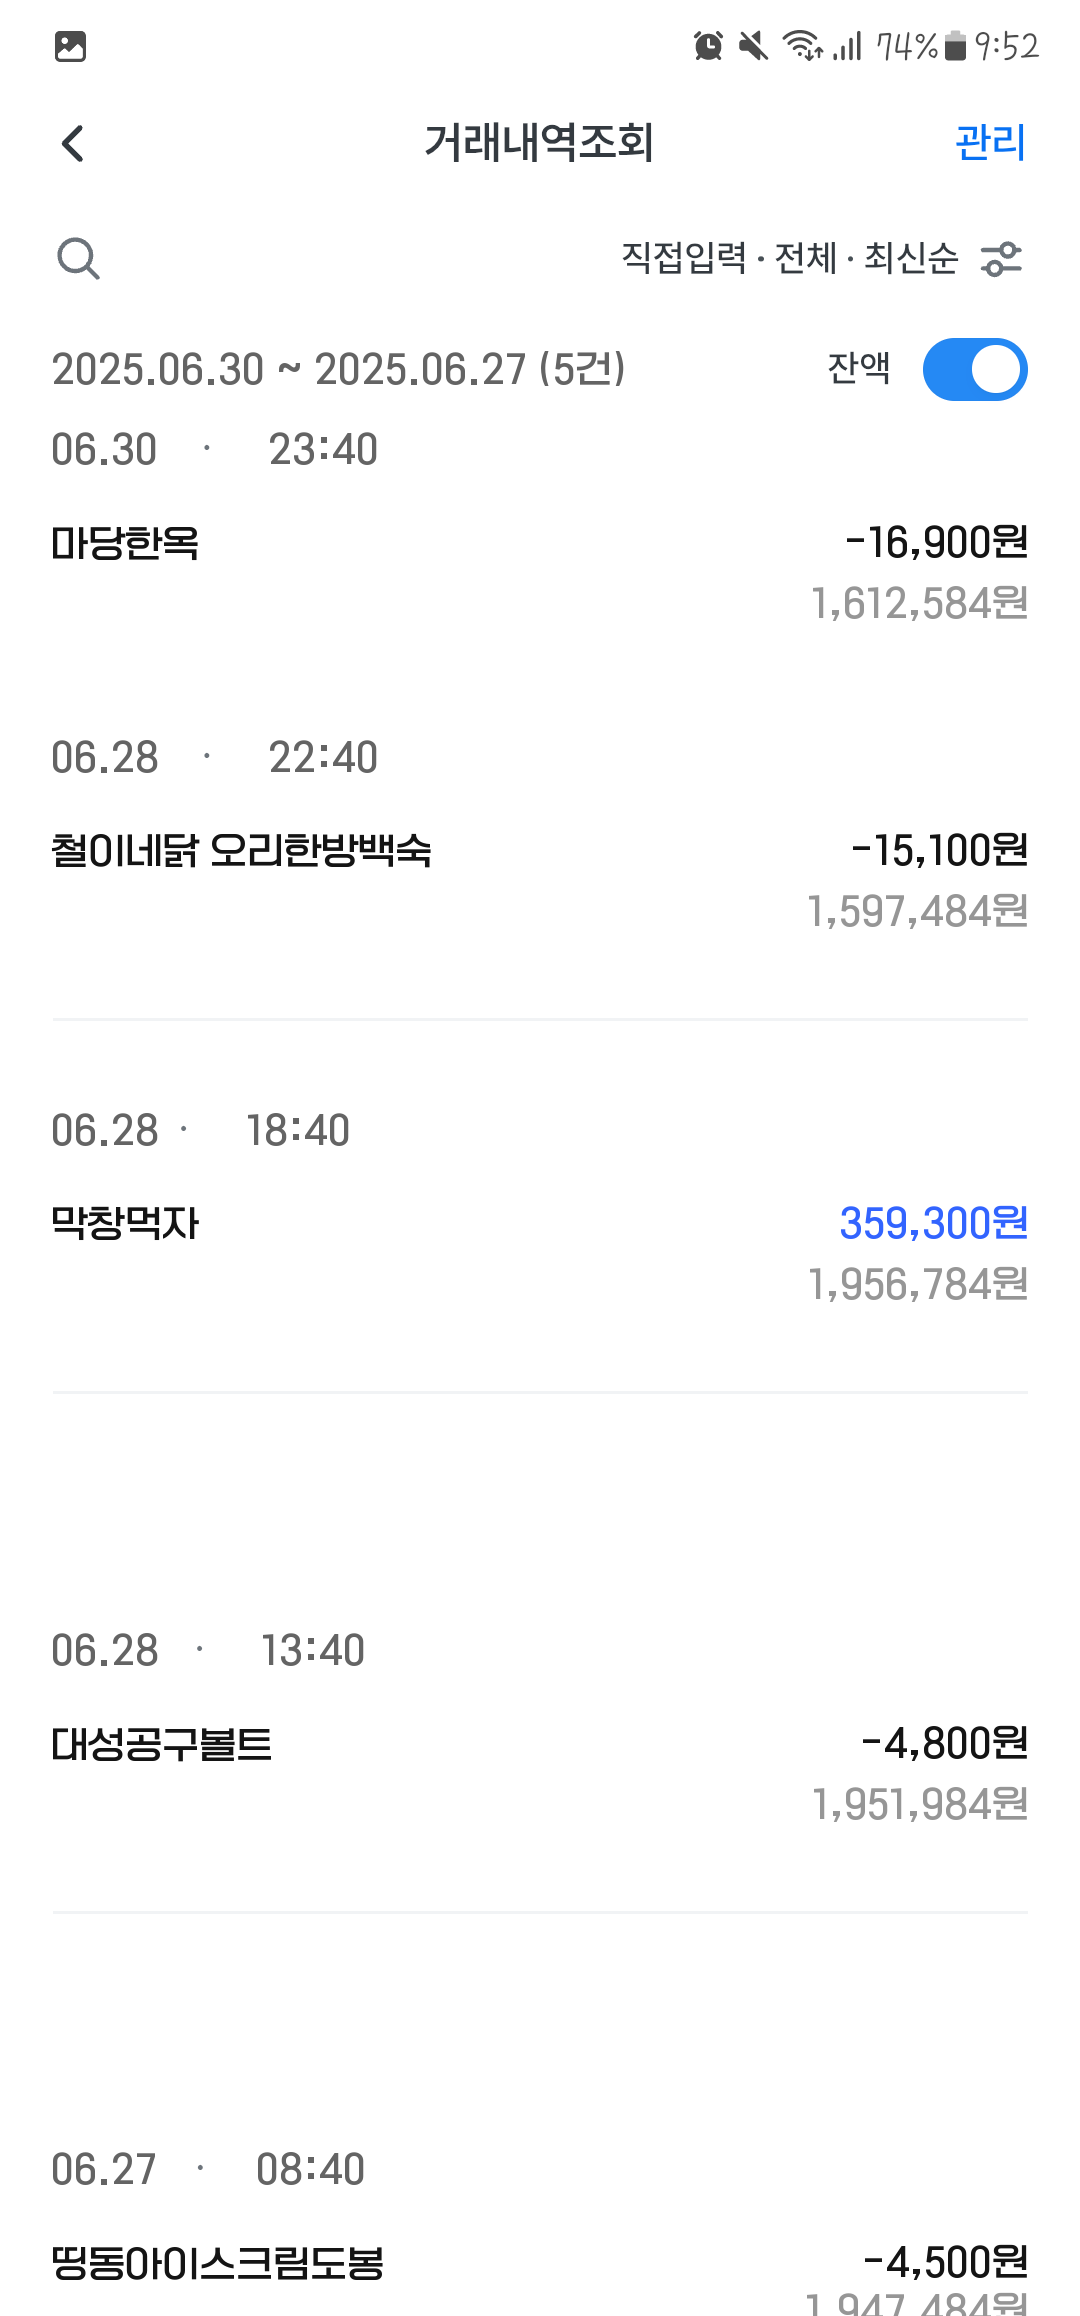 74% 9:52
거래내역조회 관리
직접입력 · 전체 · 최신순
2025.06.30 ~ 2025.06.27 (5건) 잔액
06.30 · 23:40
마당한옥 -16,900원
1,612,584원
06.28 · 22:40
철이네닭 오리한방백숙 -15,100원
1,597,484원
06.28 · 18:40
막창먹자 359,300원
1,956,784원
06.28 · 13:40
대성공구볼트 -4,800원
1,951,984원
06.27 · 08:40
띵동아이스크림도봉 -4,500원
1,947,484원